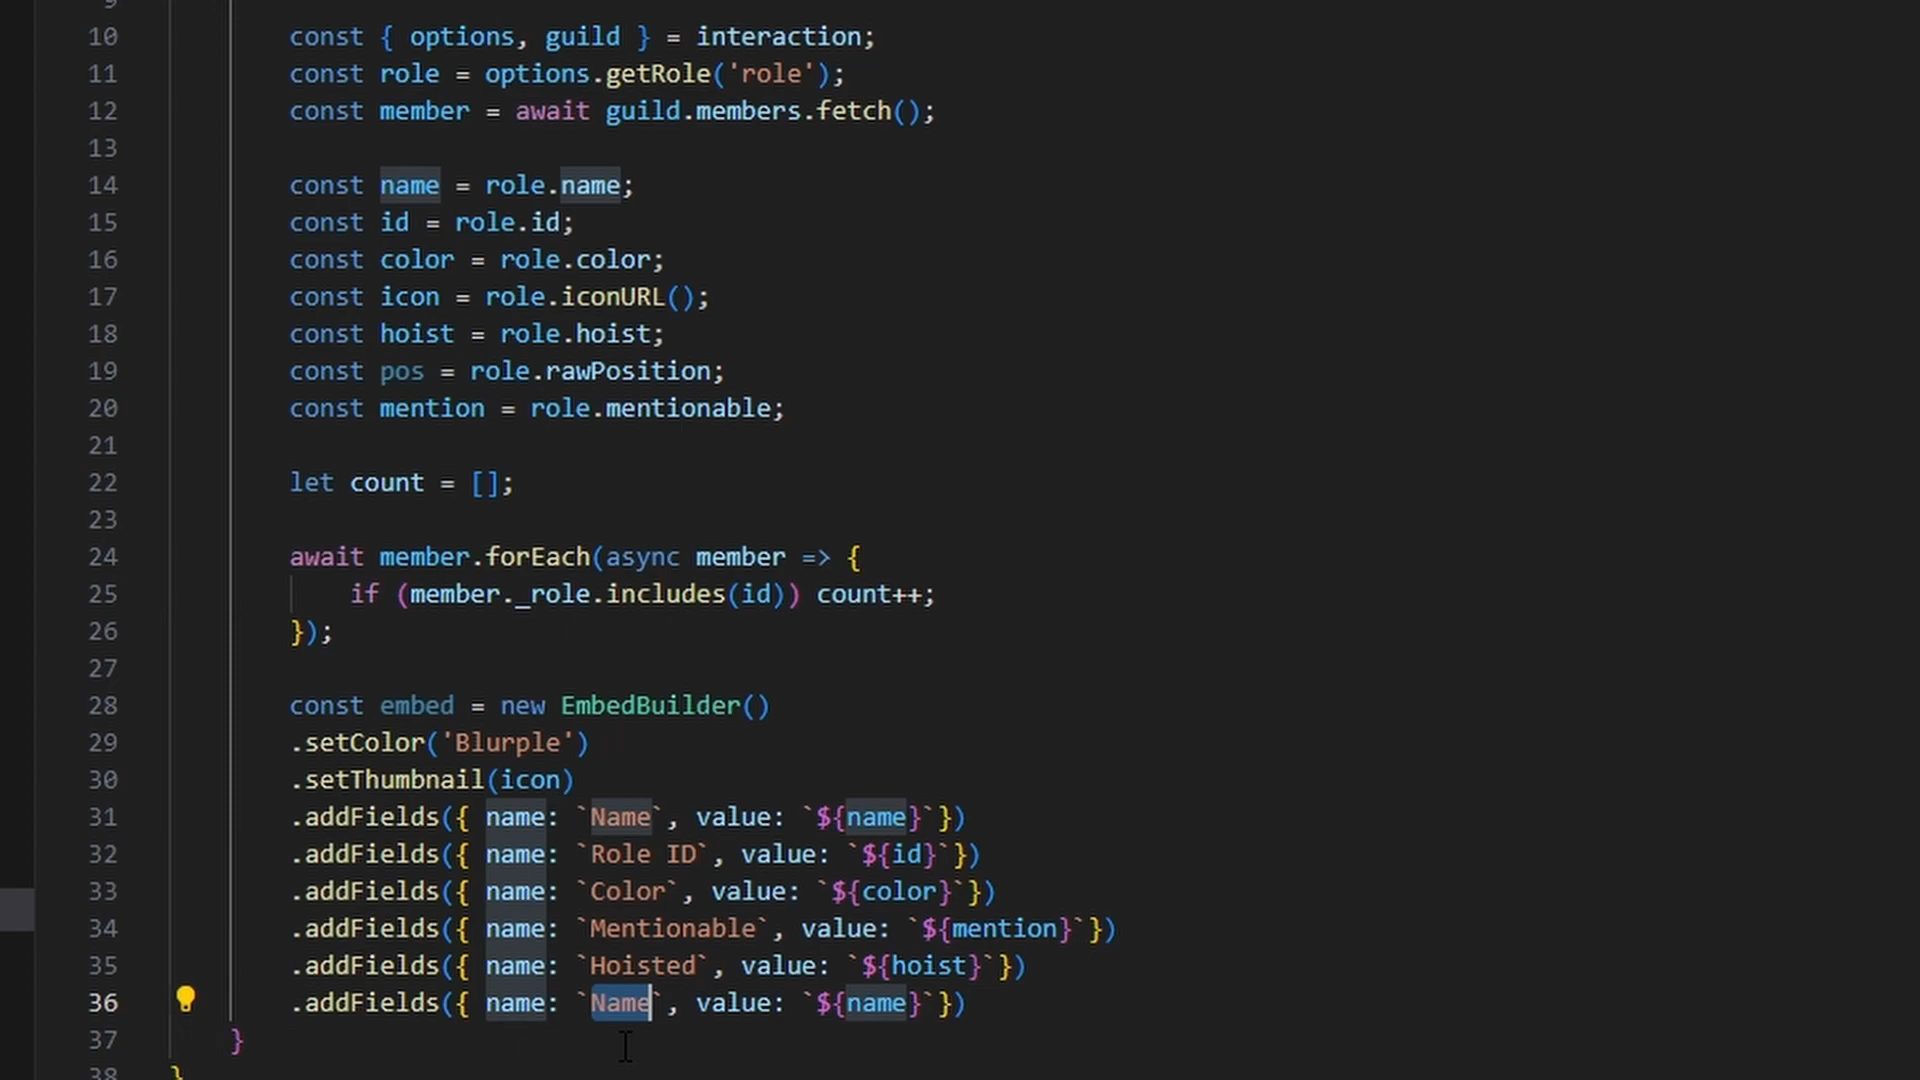 9
10 const { options, guild } = interaction;
11 const role = options.getRole('role');
12 const member = await guild.members.fetch();
13
14 const name = role.name;
15 const id = role.id;
16 const color = role.color;
17 const icon = role.iconURL();
18 const hoist = role.hoist;
19 const pos = role.rawPosition;
20 const mention = role.mentionable;
21
22 let count = [];
23
24 await member.forEach(async member => {
25 if (member._role.includes(id)) count++;
26 });
27
28 const embed = new EmbedBuilder()
29 .setColor('Blurple')
30 .setThumbnail(icon)
31 .addFields({ name: `Name`, value: `${name}`})
32 .addFields({ name: `Role ID`, value: `${id}`})
33 .addFields({ name: `Color`, value: `${color}`})
34 .addFields({ name: `Mentionable`, value: `${mention}`})
35 .addFields({ name: `Hoisted`, value: `${hoist}`})
36 .addFields({ name: `Name`, value: `${name}`})
37 }
38 }